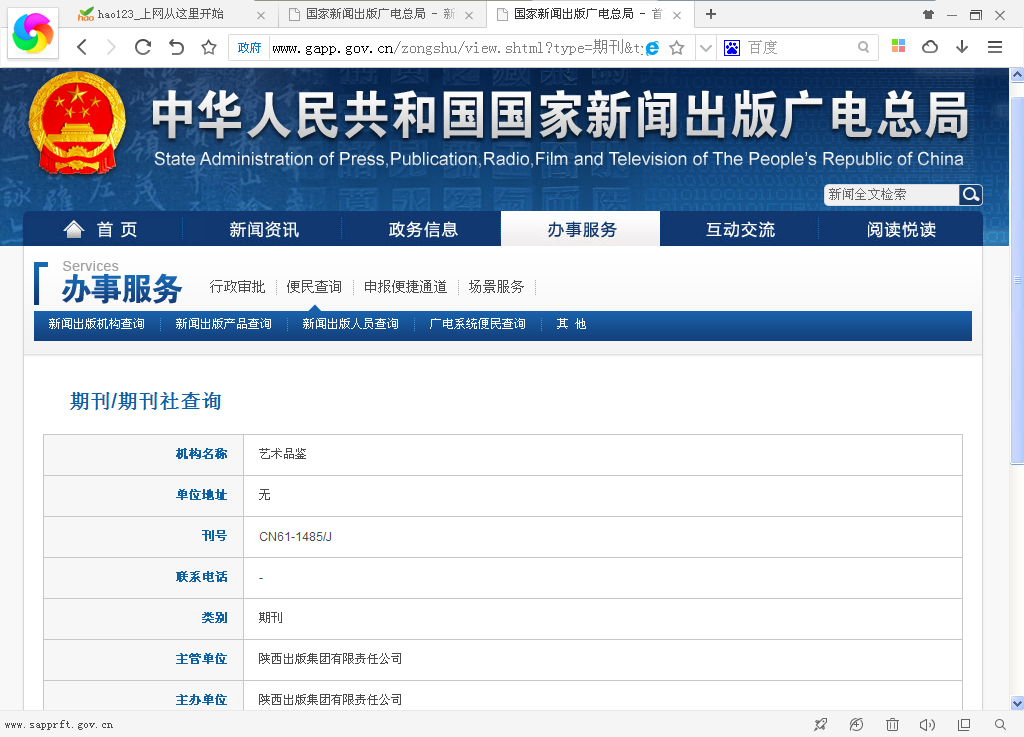 hao123_上网从这里开始
国家新闻出版广电总局 - 新
国家新闻出版广电总局 - 首
政府 www.gapp.gov.cn/zongshu/view.shtml?type=期刊&ty
百度
中华人民共和国国家新闻出版广电总局
State Administration of Press,Publication,Radio,Film and Television of The People's Republic of China
新闻全文检索
首 页 新闻资讯 政务信息 办事服务 互动交流 阅读悦读
Services
办事服务 行政审批 便民查询 申报便捷通道 场景服务
新闻出版机构查询 新闻出版产品查询 新闻出版人员查询 广电系统便民查询 其 他
期刊/期刊社查询
机构名称 艺术品鉴
单位地址 无
刊号 CN61-1485/J
联系电话 -
类别 期刊
主管单位 陕西出版集团有限责任公司
主办单位 陕西出版集团有限责任公司
www.sapprft.gov.cn